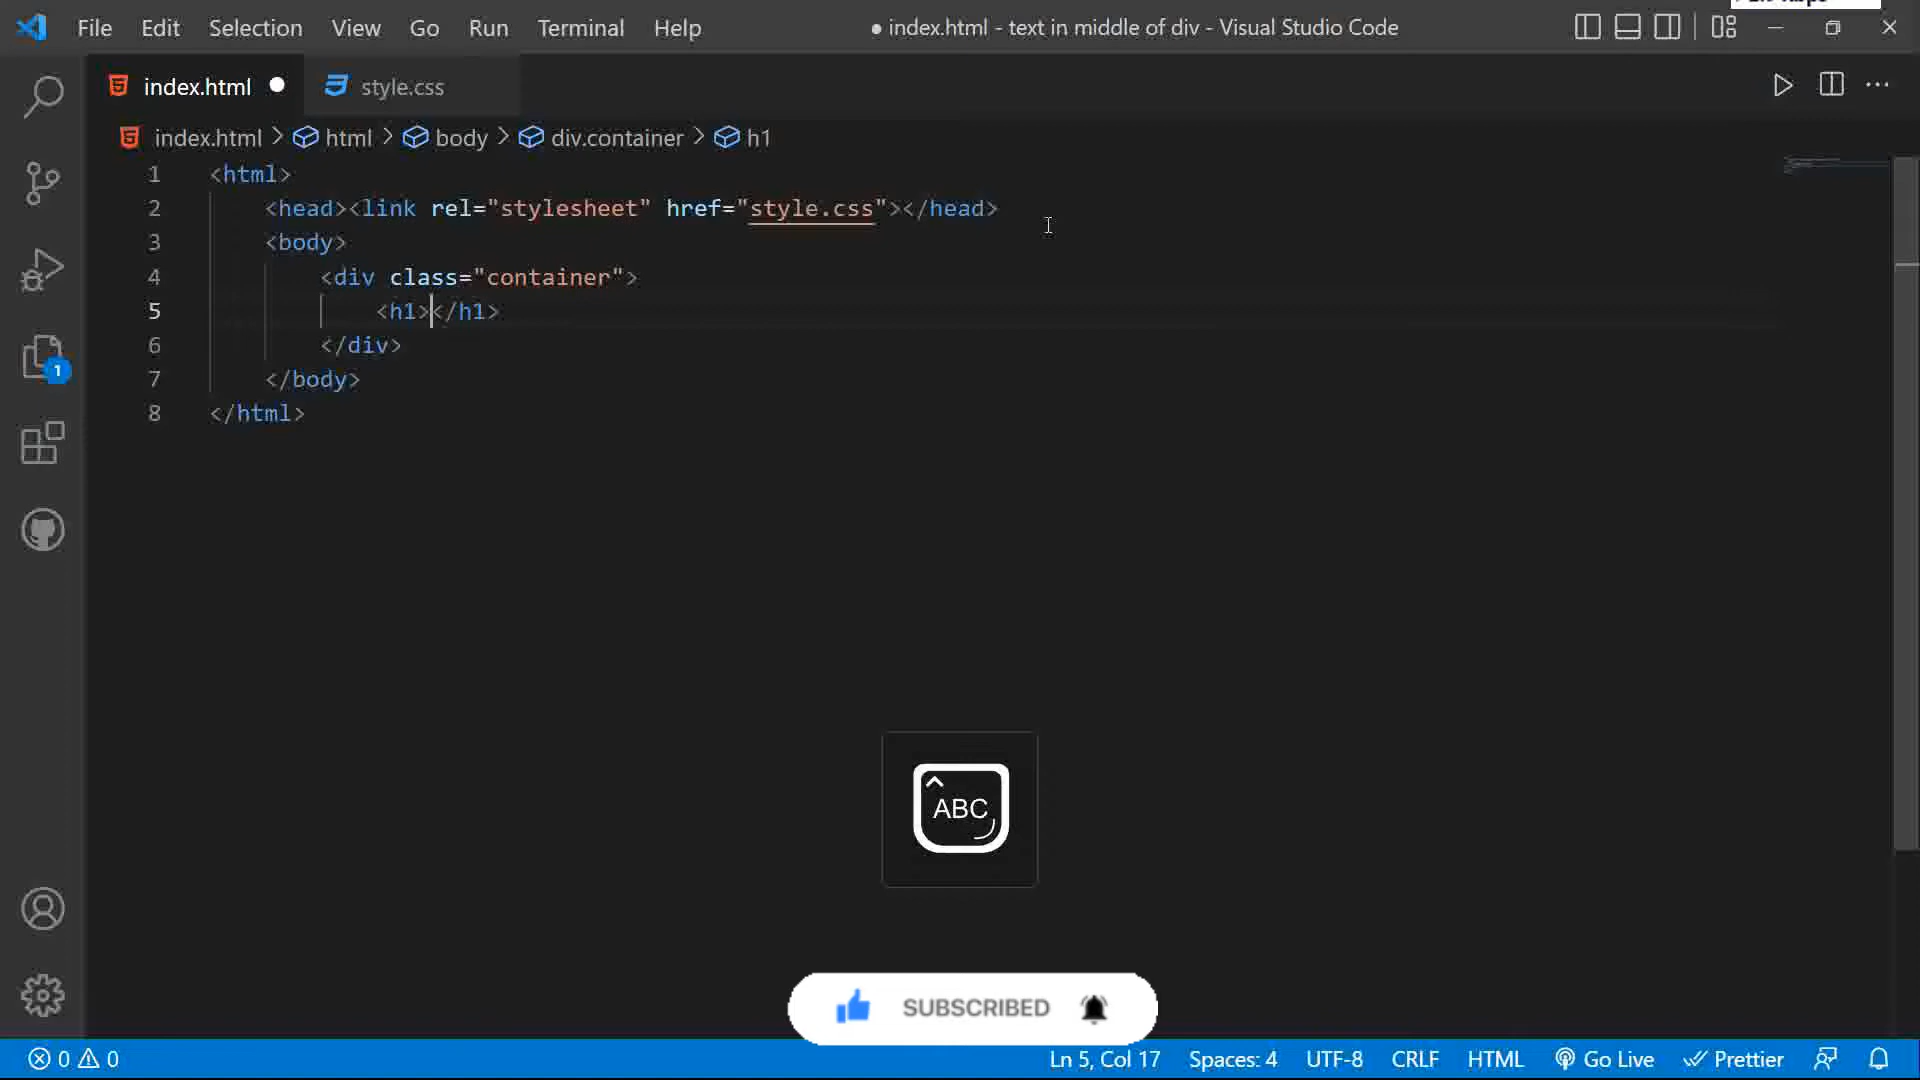 File Edit Selection View Go Run Terminal Help
● index.html - text in middle of div - Visual Studio Code
index.html ● style.css
index.html > html > body > div.container > h1
1 <html>
2 <head><link rel="stylesheet" href="style.css"></head>
3 <body>
4 <div class="container">
5 <h1></h1>
6 </div>
7 </body>
8 </html>
1
ABC
SUBSCRIBED
0 0 Ln 5, Col 17 Spaces: 4 UTF-8 CRLF HTML Go Live Prettier